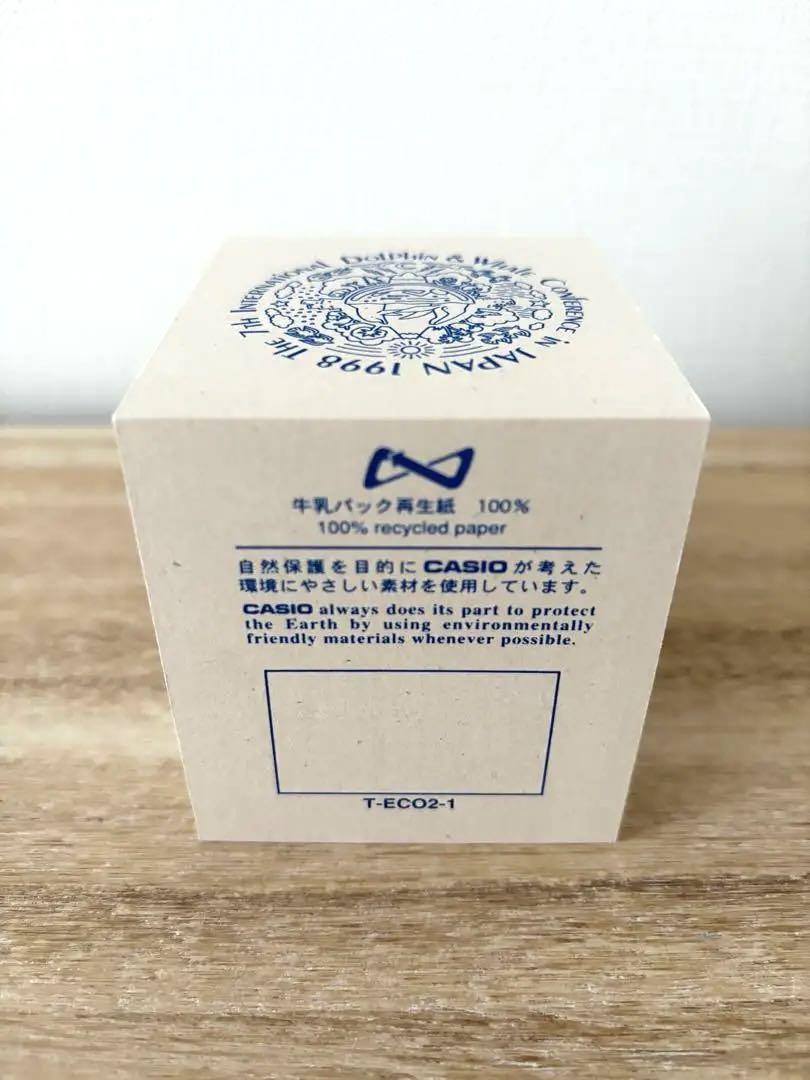 THE 7TH INTERNATIONAL DOLPHIN & WHALE CONFERENCE IN JAPAN 1998
牛乳パック再生紙 100%
100% recycled paper
自然保護を目的にCASIOが考えた
環境にやさしい素材を使用しています。
CASIO always does its part to protect
the Earth by using environmentally
friendly materials whenever possible.
T-ECO2-1